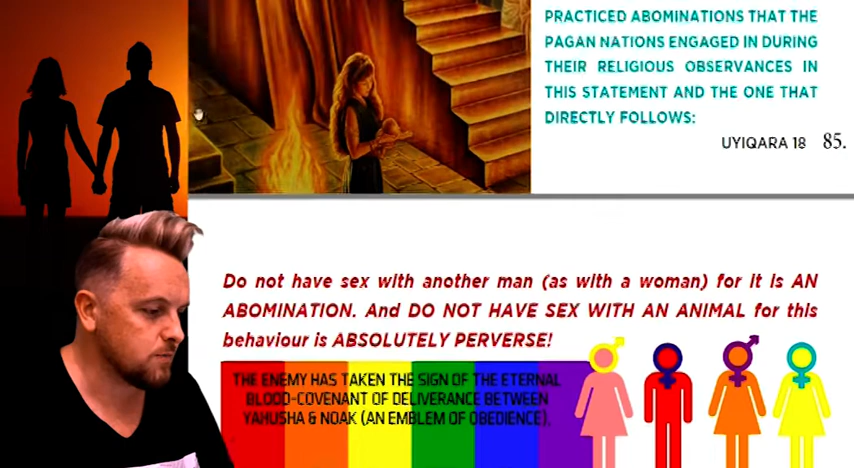 PRACTICED ABOMINATIONS THAT THE
PAGAN NATIONS ENGAGED IN DURING
THEIR RELIGIOUS OBSERVANCES IN
THIS STATEMENT AND THE ONE THAT
DIRECTLY FOLLOWS:
UYIQARA 18 85.
Do not have sex with another man (as with a woman) for it is AN
ABOMINATION. And DO NOT HAVE SEX WITH AN ANIMAL for this
behaviour is ABSOLUTELY PERVERSE!
THE ENEMY HAS TAKEN THE SIGN OF THE ETERNAL
BLOOD-COVENANT OF DELIVERANCE BETWEEN
YAHUSHA & NOAK (AN EMBLEM OF OBEDIENCE).